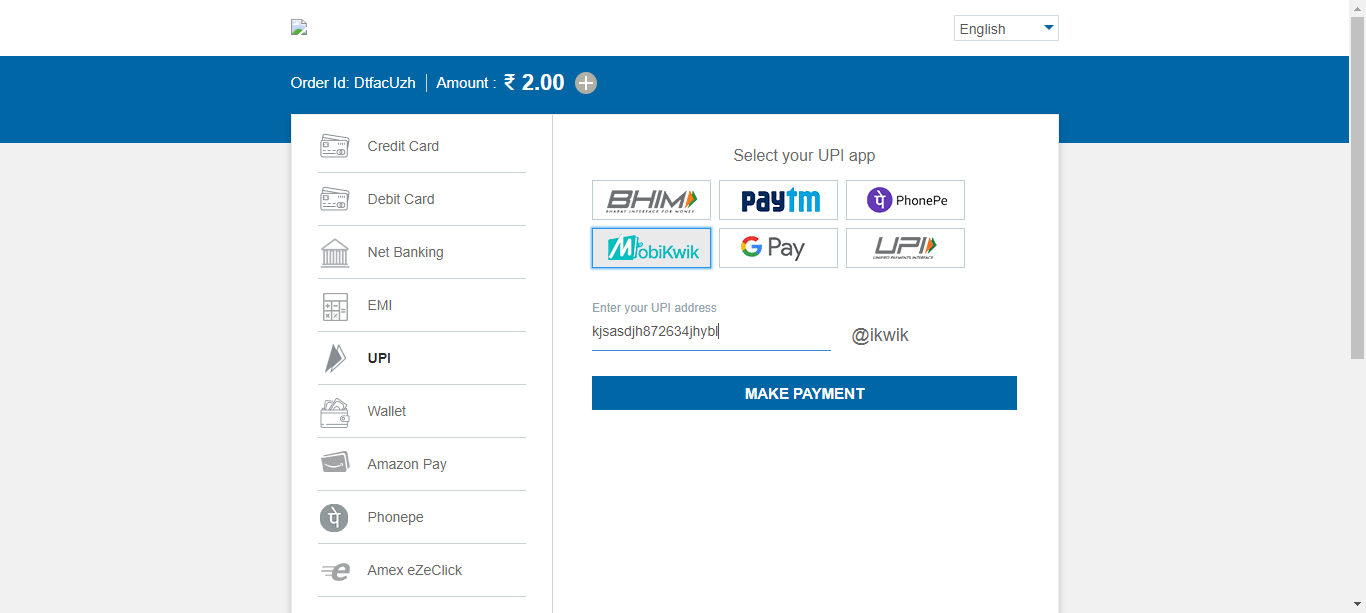 English
Order Id: DtfacUzh | Amount : ₹ 2.00
Credit Card
Debit Card
Net Banking
EMI
UPI
Wallet
Amazon Pay
Phonepe
Amex eZeClick
Select your UPI app
BHIM
BHARAT INTERFACE FOR MONEY
paytm
PhonePe
MobiKwik
G Pay
UPI
UNIFIED PAYMENTS INTERFACE
Enter your UPI address
kjsasdjh872634jhybl
@ikwik
MAKE PAYMENT